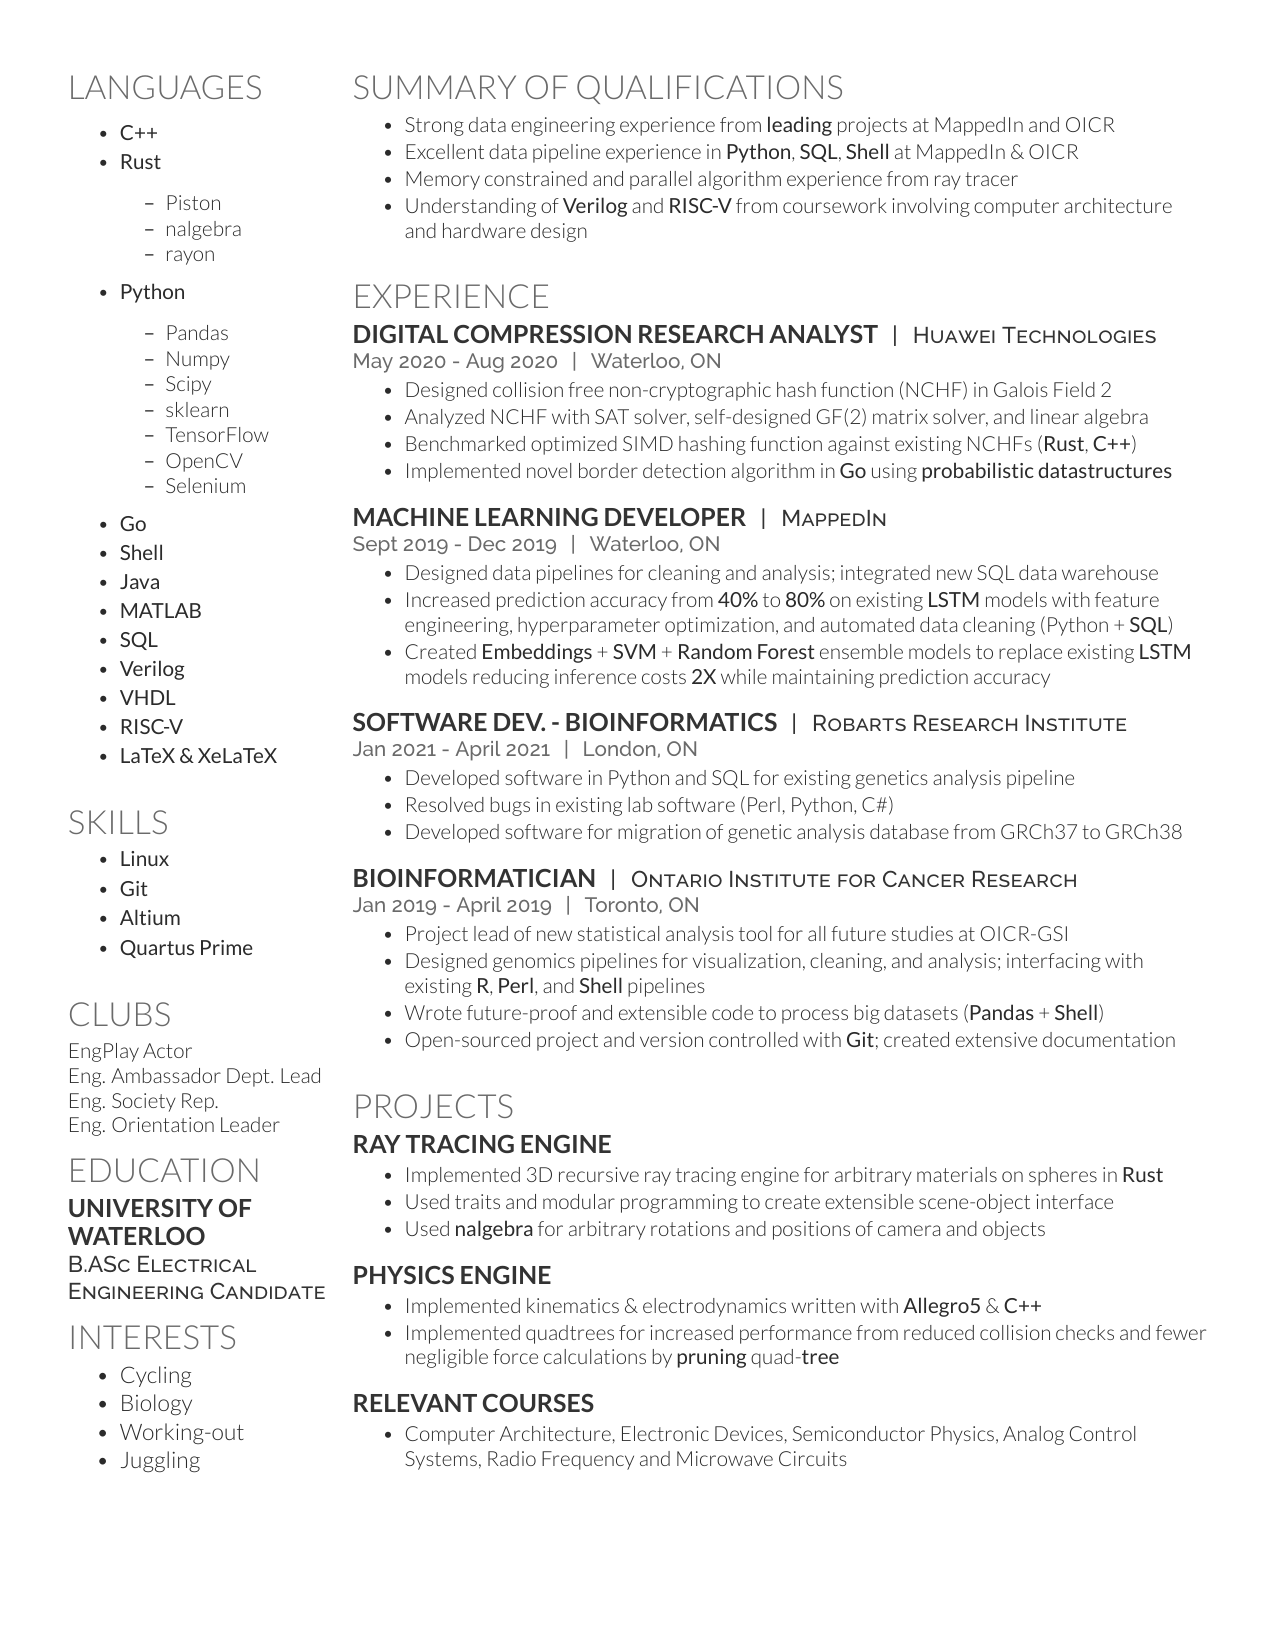 LANGUAGES
• C++
• Rust
– Piston
– nalgebra
– rayon
• Python
– Pandas
– Numpy
– Scipy
– sklearn
– TensorFlow
– OpenCV
– Selenium
• Go
• Shell
• Java
• MATLAB
• SQL
• Verilog
• VHDL
• RISC-V
• LaTeX & XeLaTeX
SKILLS
• Linux
• Git
• Altium
• Quartus Prime
CLUBS
EngPlay Actor
Eng. Ambassador Dept. Lead
Eng. Society Rep.
Eng. Orientation Leader
EDUCATION
UNIVERSITY OF
WATERLOO
B.ASc Electrical
Engineering Candidate
INTERESTS
• Cycling
• Biology
• Working-out
• Juggling
SUMMARY OF QUALIFICATIONS
• Strong data engineering experience from leading projects at MappedIn and OICR
• Excellent data pipeline experience in Python, SQL, Shell at MappedIn & OICR
• Memory constrained and parallel algorithm experience from ray tracer
• Understanding of Verilog and RISC-V from coursework involving computer architecture
and hardware design
EXPERIENCE
DIGITAL COMPRESSION RESEARCH ANALYST | Huawei Technologies
May 2020 - Aug 2020 | Waterloo, ON
• Designed collision free non-cryptographic hash function (NCHF) in Galois Field 2
• Analyzed NCHF with SAT solver, self-designed GF(2) matrix solver, and linear algebra
• Benchmarked optimized SIMD hashing function against existing NCHFs (Rust, C++)
• Implemented novel border detection algorithm in Go using probabilistic datastructures
MACHINE LEARNING DEVELOPER | MappedIn
Sept 2019 - Dec 2019 | Waterloo, ON
• Designed data pipelines for cleaning and analysis; integrated new SQL data warehouse
• Increased prediction accuracy from 40% to 80% on existing LSTM models with feature
engineering, hyperparameter optimization, and automated data cleaning (Python + SQL)
• Created Embeddings + SVM + Random Forest ensemble models to replace existing LSTM
models reducing inference costs 2X while maintaining prediction accuracy
SOFTWARE DEV. - BIOINFORMATICS | Robarts Research Institute
Jan 2021 - April 2021 | London, ON
• Developed software in Python and SQL for existing genetics analysis pipeline
• Resolved bugs in existing lab software (Perl, Python, C#)
• Developed software for migration of genetic analysis database from GRCh37 to GRCh38
BIOINFORMATICIAN | Ontario Institute for Cancer Research
Jan 2019 - April 2019 | Toronto, ON
• Project lead of new statistical analysis tool for all future studies at OICR-GSI
• Designed genomics pipelines for visualization, cleaning, and analysis; interfacing with
existing R, Perl, and Shell pipelines
• Wrote future-proof and extensible code to process big datasets (Pandas + Shell)
• Open-sourced project and version controlled with Git; created extensive documentation
PROJECTS
RAY TRACING ENGINE
• Implemented 3D recursive ray tracing engine for arbitrary materials on spheres in Rust
• Used traits and modular programming to create extensible scene-object interface
• Used nalgebra for arbitrary rotations and positions of camera and objects
PHYSICS ENGINE
• Implemented kinematics & electrodynamics written with Allegro5 & C++
• Implemented quadtrees for increased performance from reduced collision checks and fewer
negligible force calculations by pruning quad-tree
RELEVANT COURSES
• Computer Architecture, Electronic Devices, Semiconductor Physics, Analog Control
Systems, Radio Frequency and Microwave Circuits